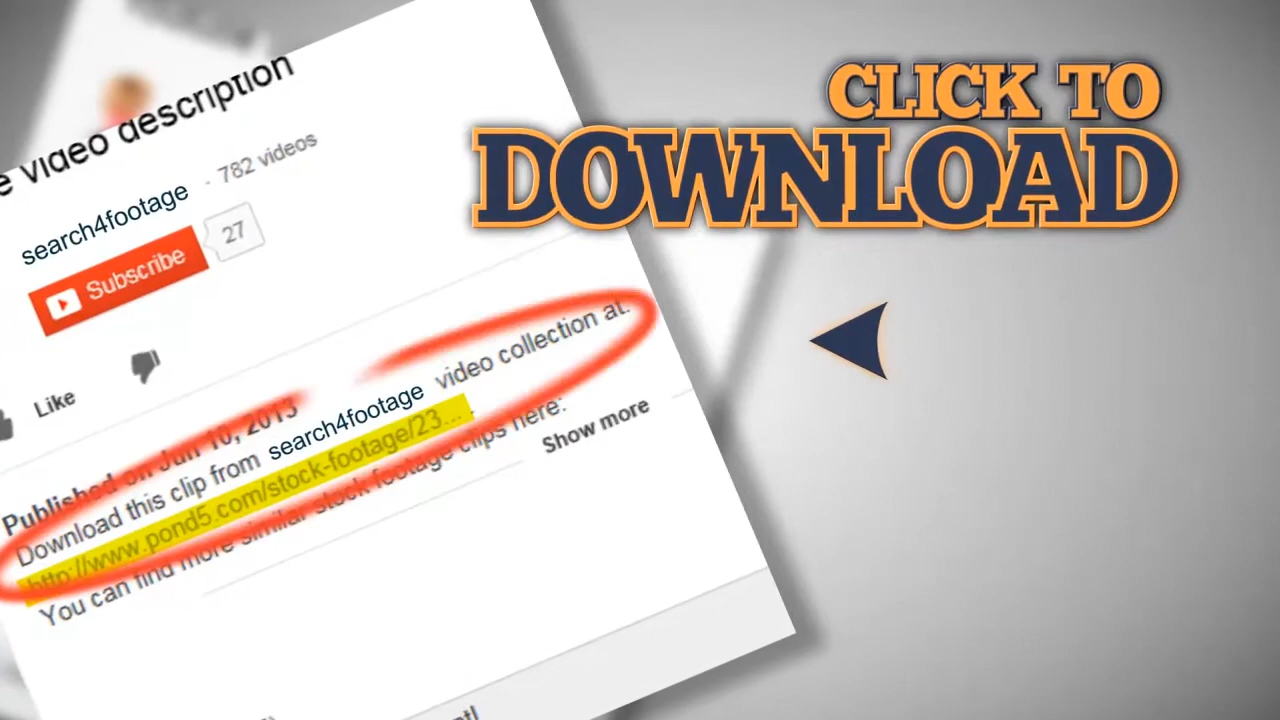 CLICK TO
DOWNLOAD
e video description
search4footage · 782 videos
Subscribe 27
Like
Published on Jun 10, 2013
Download this clip from search4footage video collection at:
http://www.pond5.com/stock-footage/23...
You can find more similar stock footage clips here:
Show more